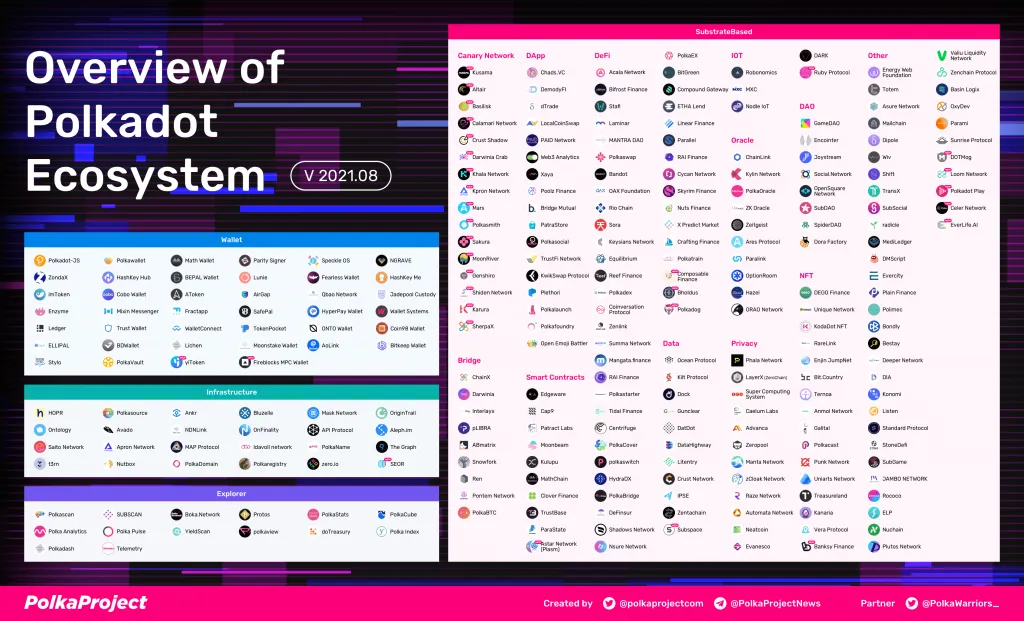 Overview of
Polkadot
Ecosystem
V 2021.08
Wallet
Polkadot-JS
Polkawallet
Math Wallet
Parity Signer
Speckle OS
NGRAVE
ZondaX
HashKey Hub
BEPAL Wallet
Lunie
Fearless Wallet
HashKey Me
imToken
Cobo Wallet
AToken
AirGap
Qbao Network
Jadepool Custody
Enzyme
Mixin Messenger
Fractapp
SafePal
HyperPay Wallet
Wallet Systems
Ledger
Trust Wallet
WalletConnect
TokenPocket
ONTO Wallet
Coin98 Wallet
ELLIPAL
BDWallet
Lichen
Moonstake Wallet
AoLink
Bitkeep Wallet
Stylo
PolkaVault
yiToken
Fireblocks MPC Wallet
Infrastructure
HOPR
Polkasource
Ankr
Bluzelle
Mask Network
OriginTrail
Ontology
Avado
NDNLink
OnFinality
API Protocol
Aleph.im
Saito Network
Apron Network
MAP Protocol
Idavoll network
PolkaName
The Graph
t3rn
Nutbox
PolkaDomain
Polkaregistry
zero.io
SEOR
Explorer
Polkascan
SUBSCAN
Boka.Network
Protos
PolkaStats
PolkaCube
Polka Analytics
Polka Pulse
YieldScan
polkaview
doTreasury
Polka Index
Polkadash
Telemetry
SubstrateBased
Canary Network
Kusama
Altair
Basilisk
Calamari Network
Crust Shadow
Darwinia Crab
Khala Network
Kpron Network
Mars
Polkasmith
Sakura
MoonRiver
Genshiro
Shiden Network
Karura
SherpaX
Bridge
ChainX
Darwinia
Interlays
pLIBRA
ABmatrix
Snowfork
Ren
Pontem Network
PolkaBTC
DApp
Chads.VC
DemodyFi
dTrade
LocalCoinSwap
PAID Network
Web3 Analytics
Xaya
Poolz Finance
Bridge Mutual
PatraStore
Polkasocial
TrustFi Network
KwikSwap Protocol
Plethori
Polkalaunch
Polkafoundry
Open Emoji Battler
Smart Contracts
Edgeware
Gap9
Patract Labs
Moonbeam
Kulupu
MathChain
Clover Finance
TrustBase
ParaState
Astar Network
(Plasm)
DeFi
Acala Network
Bifrost Finance
Stafi
Laminar
MANTRA DAO
Polkaswap
Bandot
OAX Foundation
Rio Chain
Sora
Keysians Network
Equilibrium
Reef Finance
Polkadex
Coinversation
Protocol
Zenlink
Summa Network
Mangata.finance
RAI Finance
Polkastarter
Tidal Finance
Centrifuge
PolkaCover
polkaswitch
HydraDX
PolkaBridge
DeFinsur
Shadows Network
Nsure Network
PolkaEX
BitGreen
Compound Gateway
ETHA Lend
Linear Finance
Parallel
RAI Finance
Cycan Network
Skyrim Finance
Nuts Finance
X Predict Market
Crafting Finance
Polkatrain
Composable
Finance
Bholdus
Polkadog
Data
Ocean Protocol
Kilt Protocol
Dock
Gunclear
DatDot
DataHighway
Litentry
Crust Network
IPSE
Zentachain
Subspace
IOT
Robonomics
MXC
Nodle IoT
Oracle
ChainLink
Kylin Network
PolkaOracle
ZK Oracle
Zeitgeist
Ares Protocol
Paralink
OptionRoom
Hazel
ORAO Network
Privacy
Phala Network
LayerX (ZenChain)
Super Computing
System
Caelum Labs
Advanca
Zeropool
Manta Network
zCloak Network
Raze Network
Automata Network
Neatcoin
Evanesco
DARK
Ruby Protocol
DAO
GameDAO
Encointer
Joystream
Social.Network
OpenSquare
Network
SubDAO
SpiderDAO
Dora Factory
NFT
DEGO Finance
Unique Network
KodaDot NFT
RareLink
Enjin JumpNet
Bit.Country
Ternoa
Anmol Network
Galital
Polkacast
Punk Network
Uniarts Network
Treasureland
Kanaria
Vera Protocol
Banksy Finance
Other
Energy Web
Foundation
Totem
Asure Network
Mailchain
Dipole
Wiv
Shift
TransX
SubSocial
radicle
MediLedger
DMScript
Evercity
Plain Finance
Polimec
Bondly
Bestay
Deeper Network
DIA
Konomi
Listen
Standard Protocol
StoneDefi
SubGame
JAMBO NETWORK
Rococo
ELP
Nuchain
Plutos Network
Valiu Liquidity
Network
Zenchain Protocol
Basin Logix
OxyDev
Parami
Sunrise Protocol
DOTMog
Loom Network
Polkadot Play
Celer Network
EverLife.AI
PolkaProject
Created by
@polkaprojectcom
@PolkaProjectNews
Partner
@PolkaWarriors_